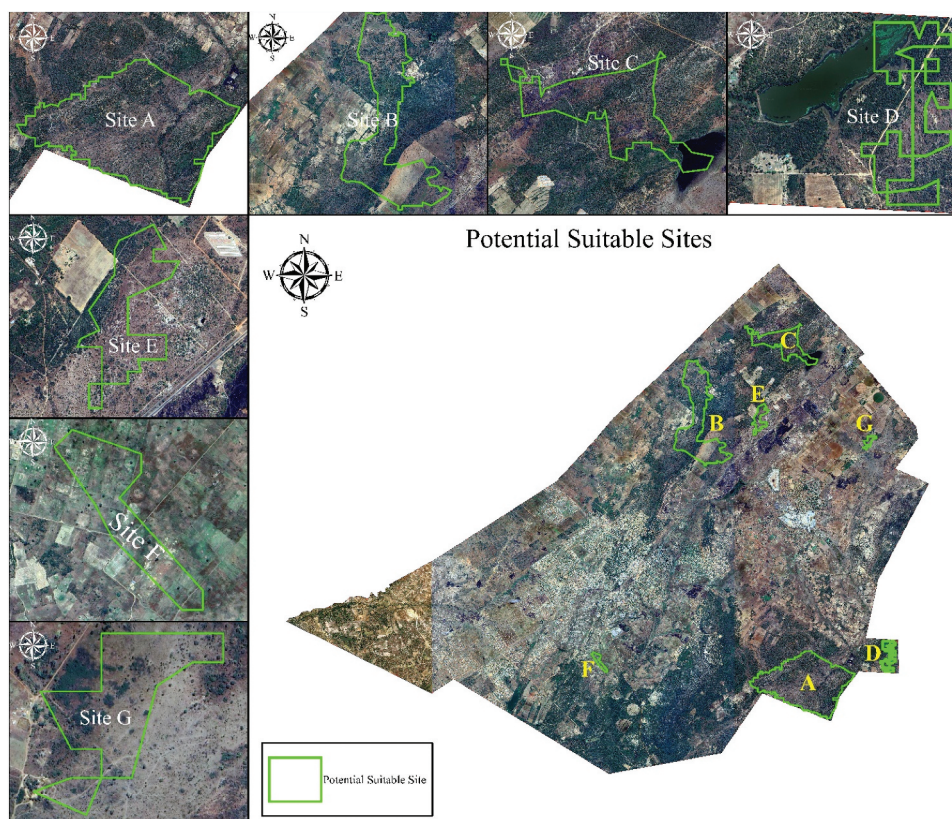 N
W E
S
Site A
N
W E
S
Site B
N
W E
Site C
N
W E
S
Site D
N
W E
S
Site E
Site F
N
W E
S
Site G
Potential Suitable Sites
N
W E
S
C
E
B
G
F
D
A
Potential Suitable Site